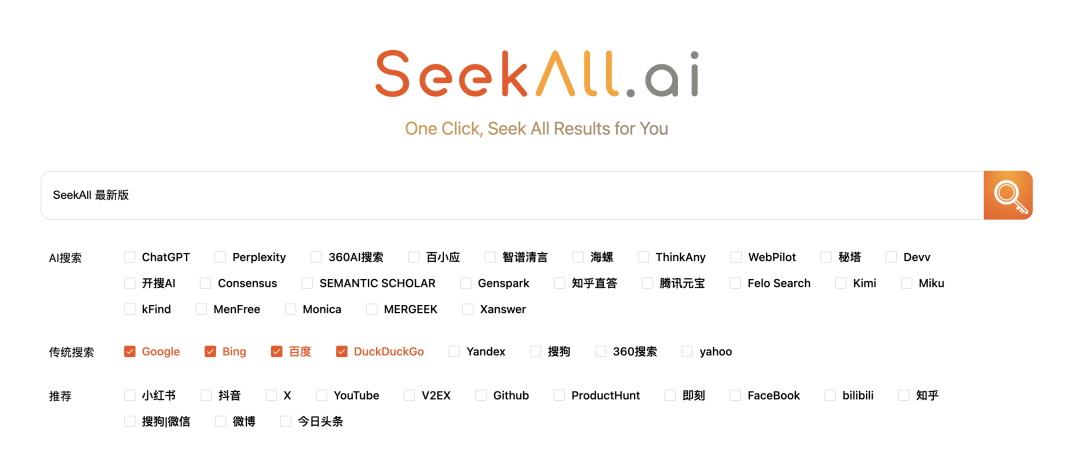 SeekAll.ai
One Click, Seek All Results for You
SeekAll 最新版
AI搜索 ChatGPT Perplexity 360AI搜索 百小应 智谱清言 海螺 ThinkAny WebPilot 秘塔 Devv
开搜AI Consensus SEMANTIC SCHOLAR Genspark 知乎直答 腾讯元宝 Felo Search Kimi Miku
kFind MenFree Monica MERGEEK Xanswer
传统搜索 Google Bing 百度 DuckDuckGo Yandex 搜狗 360搜索 yahoo
推荐 小红书 抖音 X YouTube V2EX Github ProductHunt 即刻 FaceBook bilibili 知乎
搜狗|微信 微博 今日头条